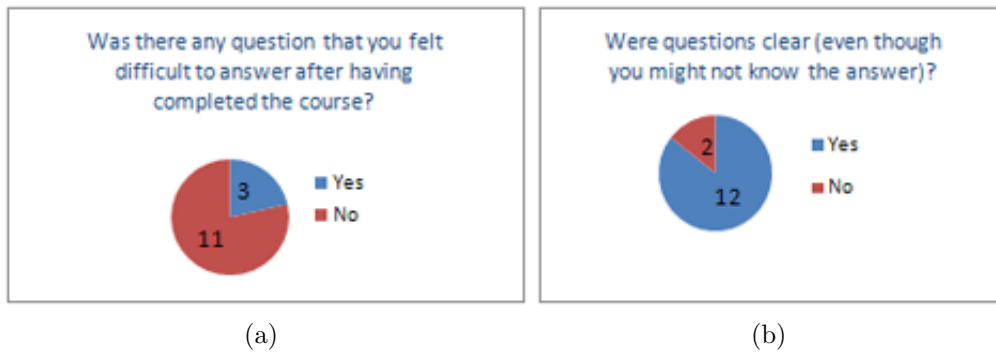 Was there any question that you felt
difficult to answer after having
completed the course?
3
11
Yes
No
(a)
Were questions clear (even though
you might not know the answer)?
2
12
Yes
No
(b)